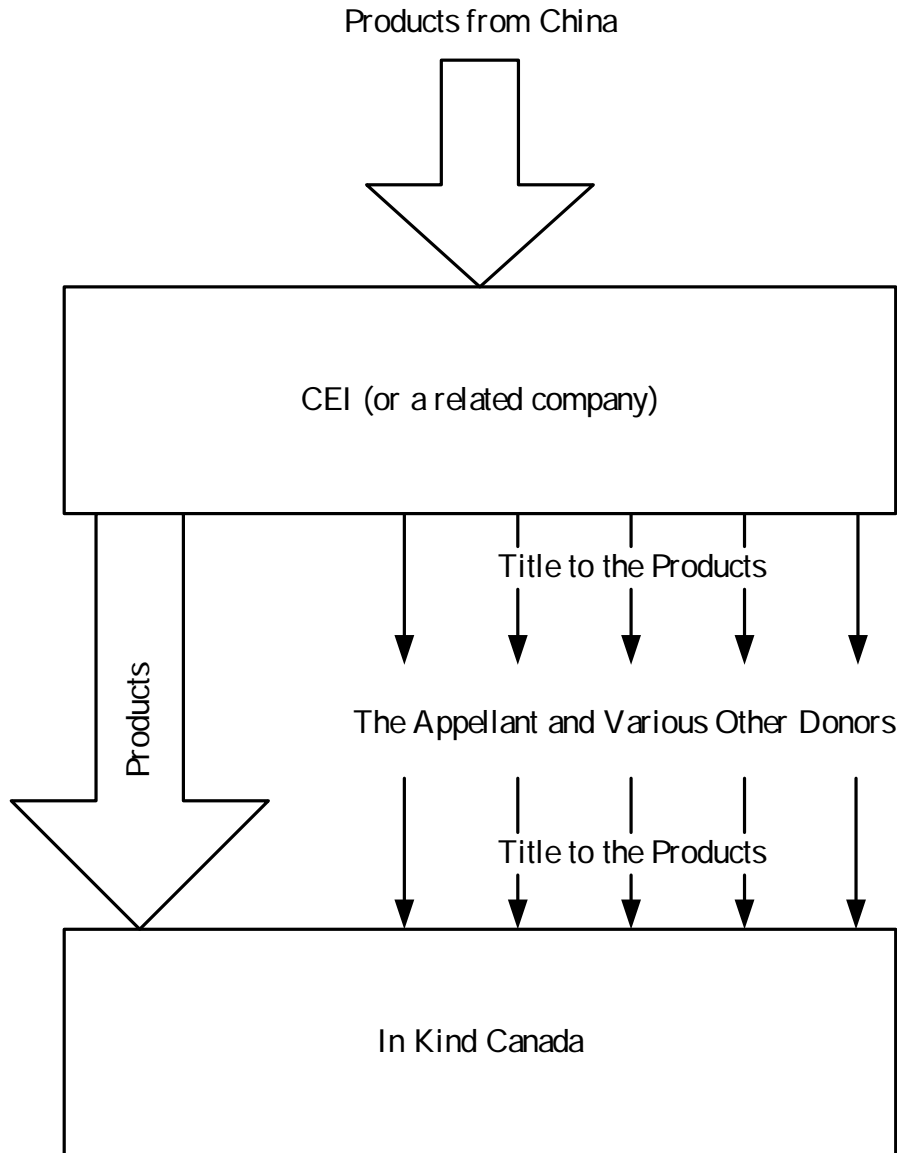 Products from China
CEI (or a related company)
Title to the Products
Products
The Appellant and Various Other Donors
Title to the Products
In Kind Canada